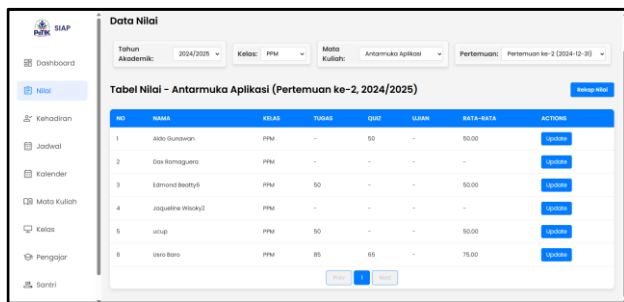 PeTIK SIAP
Dashboard
Nilai
Kehadiran
Jadwal
Kalender
Mata Kuliah
Kelas
Pengajar
Santri
Data Nilai
Tahun Akademik: 2024/2025 Kelas: PPM Mata Kuliah: Antarmuka Aplikasi Pertemuan: Pertemuan ke-2 (2024-12-31)
Tabel Nilai - Antarmuka Aplikasi (Pertemuan ke-2, 2024/2025) Rekap Nilai
NO NAMA KELAS TUGAS QUIZ UJIAN RATA-RATA ACTIONS
1 Aldo Gunawan PPM - 50 - 50.00 Update
2 Dax Romaguera PPM - - - - Update
3 Edmond Beatty6 PPM 50 - - 50.00 Update
4 Jaqueline Wisoky2 PPM - - - - Update
5 ucup PPM 50 - - 50.00 Update
6 Usro Baro PPM 85 65 - 75.00 Update
Prev 1 Next